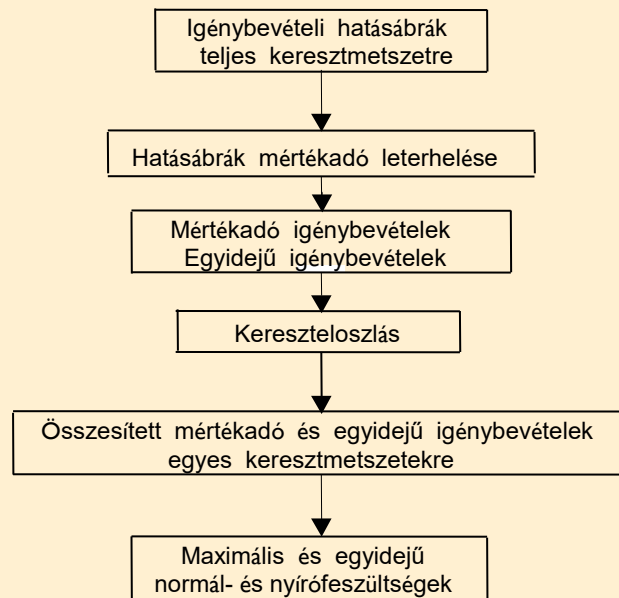 Igénybevételi hatásábrák
teljes keresztmetszetre
Hatásábrák mértékadó leterhelése
Mértékadó igénybevételek
Egyidejű igénybevételek
Kereszteloszlás
Összesített mértékadó és egyidejű igénybevételek
egyes keresztmetszetekre
Maximális és egyidejű
normál- és nyírófeszültségek